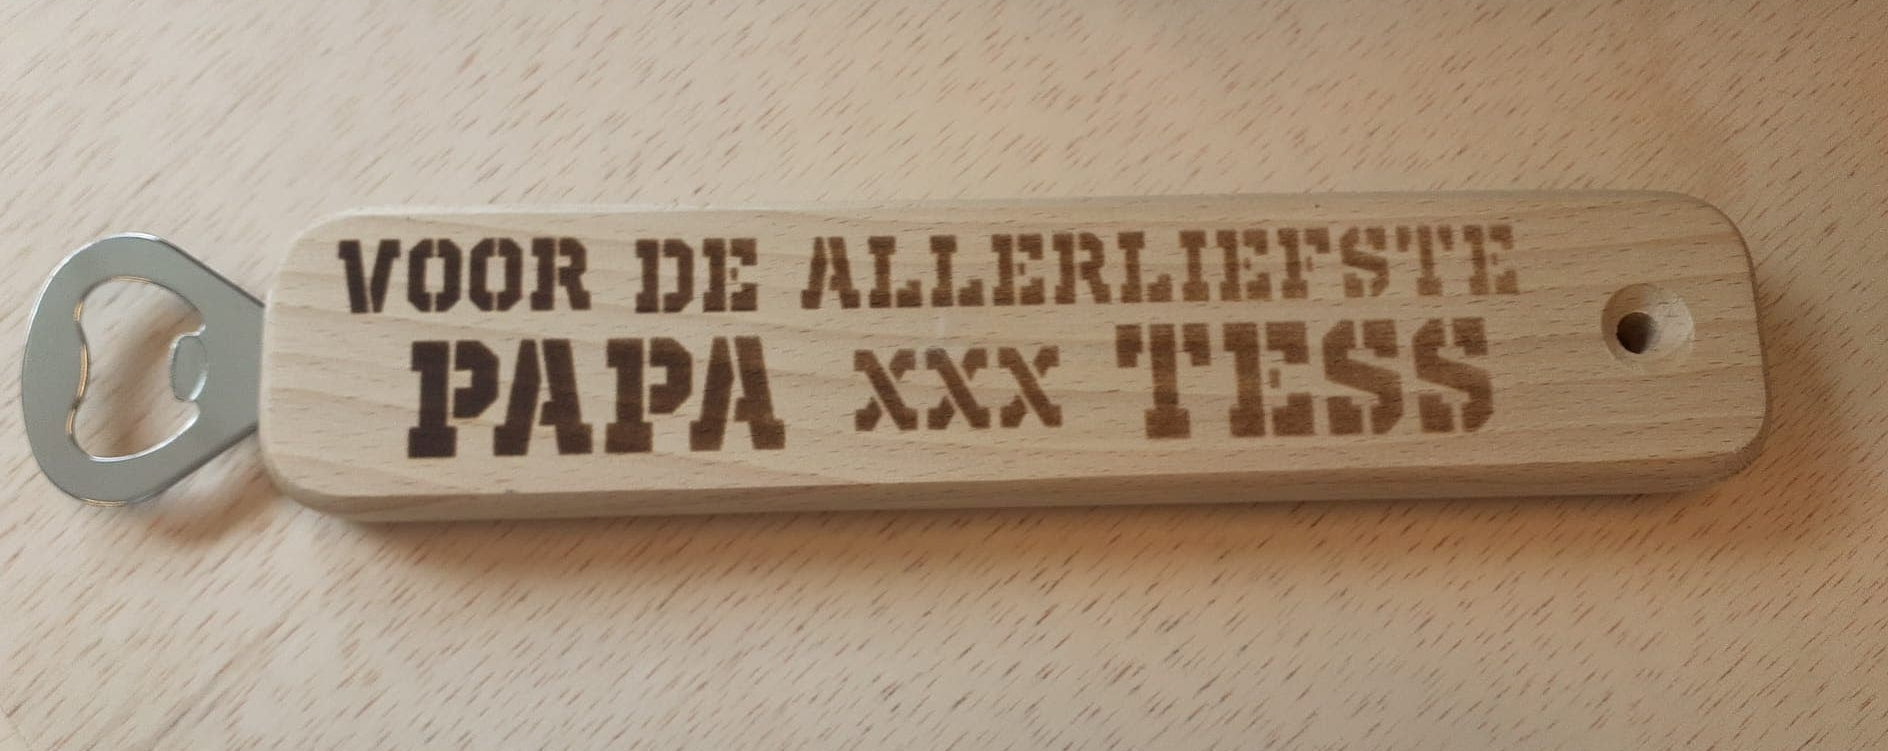 VOOR DE ALLERLIEFSTE
PAPA xxx TESS